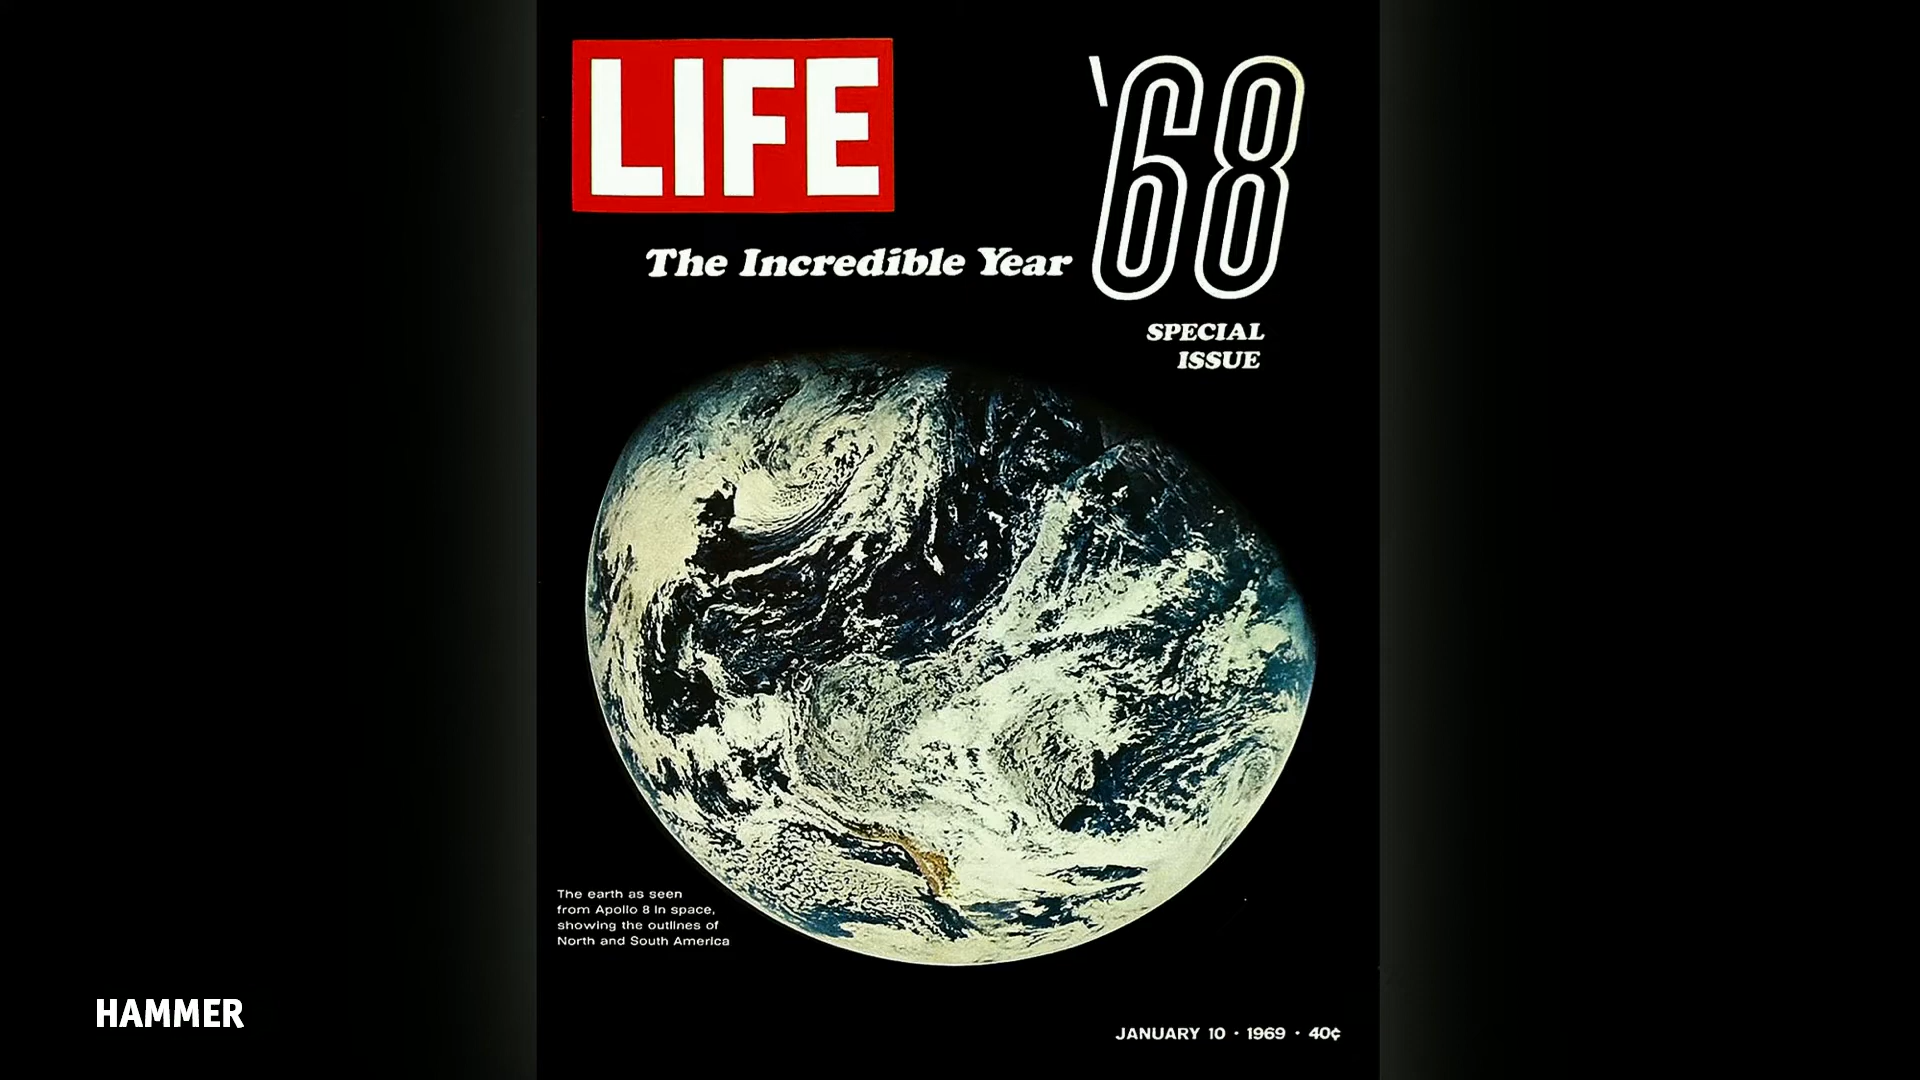 LIFE
'68
The Incredible Year
SPECIAL
ISSUE
The earth as seen
from Apollo 8 in space,
showing the outlines of
North and South America
HAMMER
JANUARY 10 · 1969 · 40¢